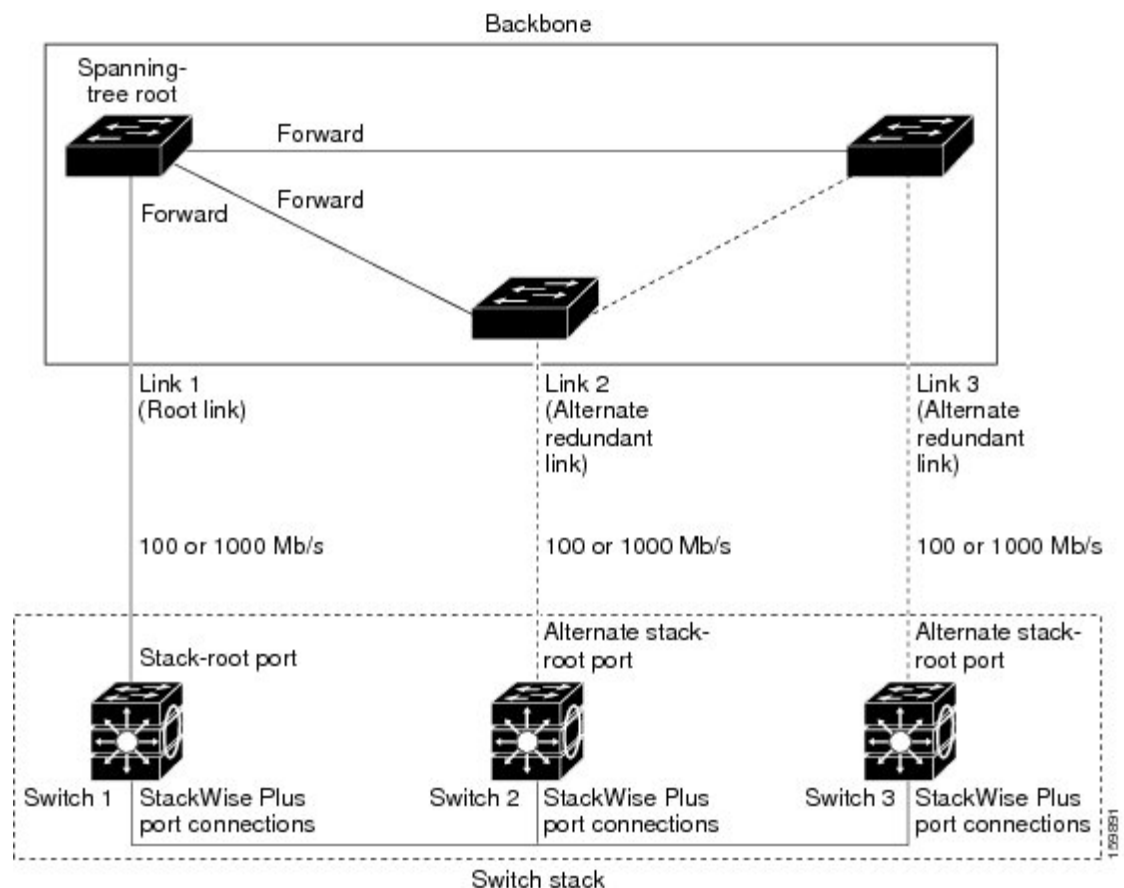 Backbone
Spanning-
tree root
Forward
Forward
Forward
Link 1
(Root link)
Link 2
(Alternate
redundant
link)
Link 3
(Alternate
redundant
link)
100 or 1000 Mb/s
100 or 1000 Mb/s
100 or 1000 Mb/s
Stack-root port
Alternate stack-
root port
Alternate stack-
root port
Switch 1
StackWise Plus
port connections
Switch 2
StackWise Plus
port connections
Switch 3
StackWise Plus
port connections
159891
Switch stack